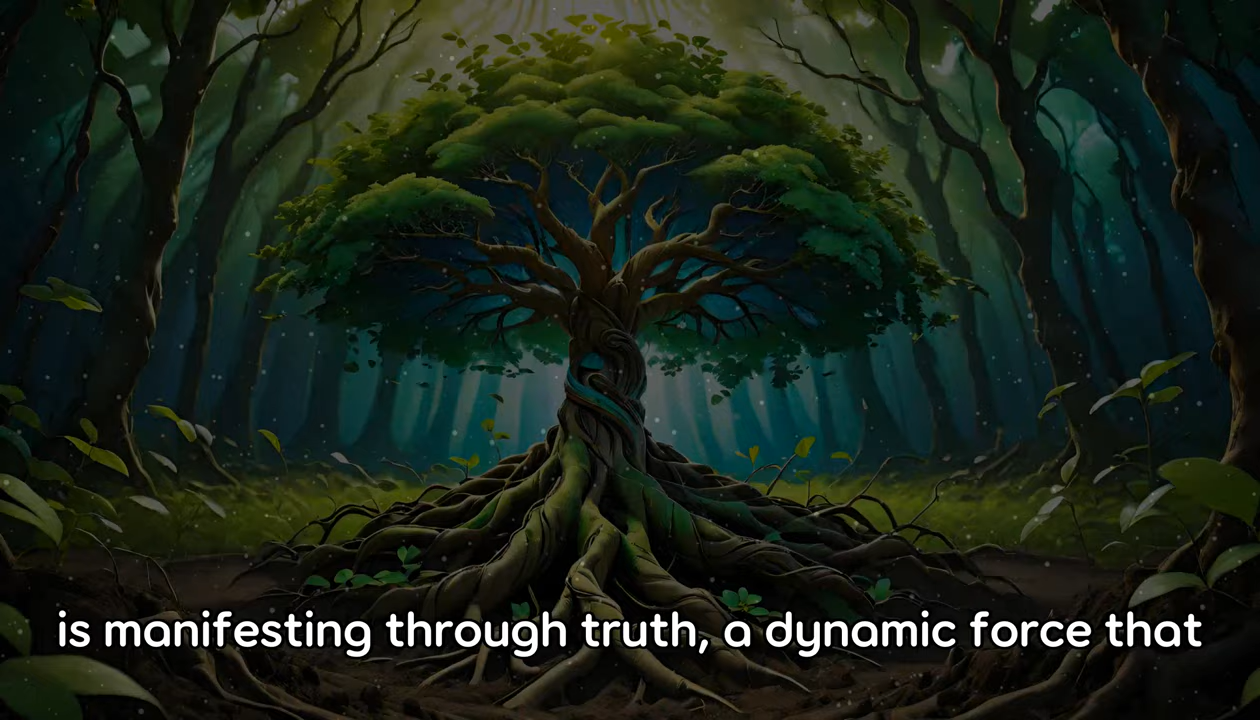 is manifesting through truth, a dynamic force that